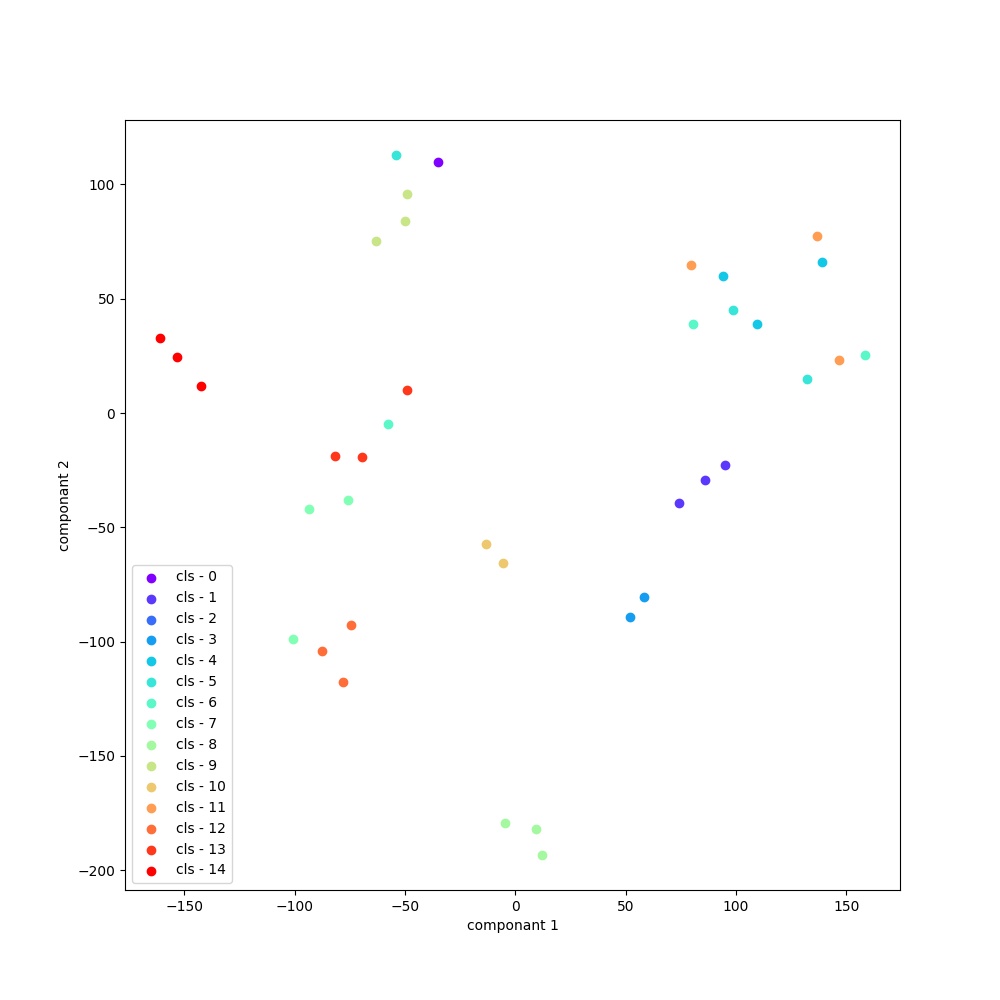 100
50
0
−50
−100
−150
−200
componant 2
cls - 0
cls - 1
cls - 2
cls - 3
cls - 4
cls - 5
cls - 6
cls - 7
cls - 8
cls - 9
cls - 10
cls - 11
cls - 12
cls - 13
cls - 14
−150 −100 −50 0 50 100 150
componant 1